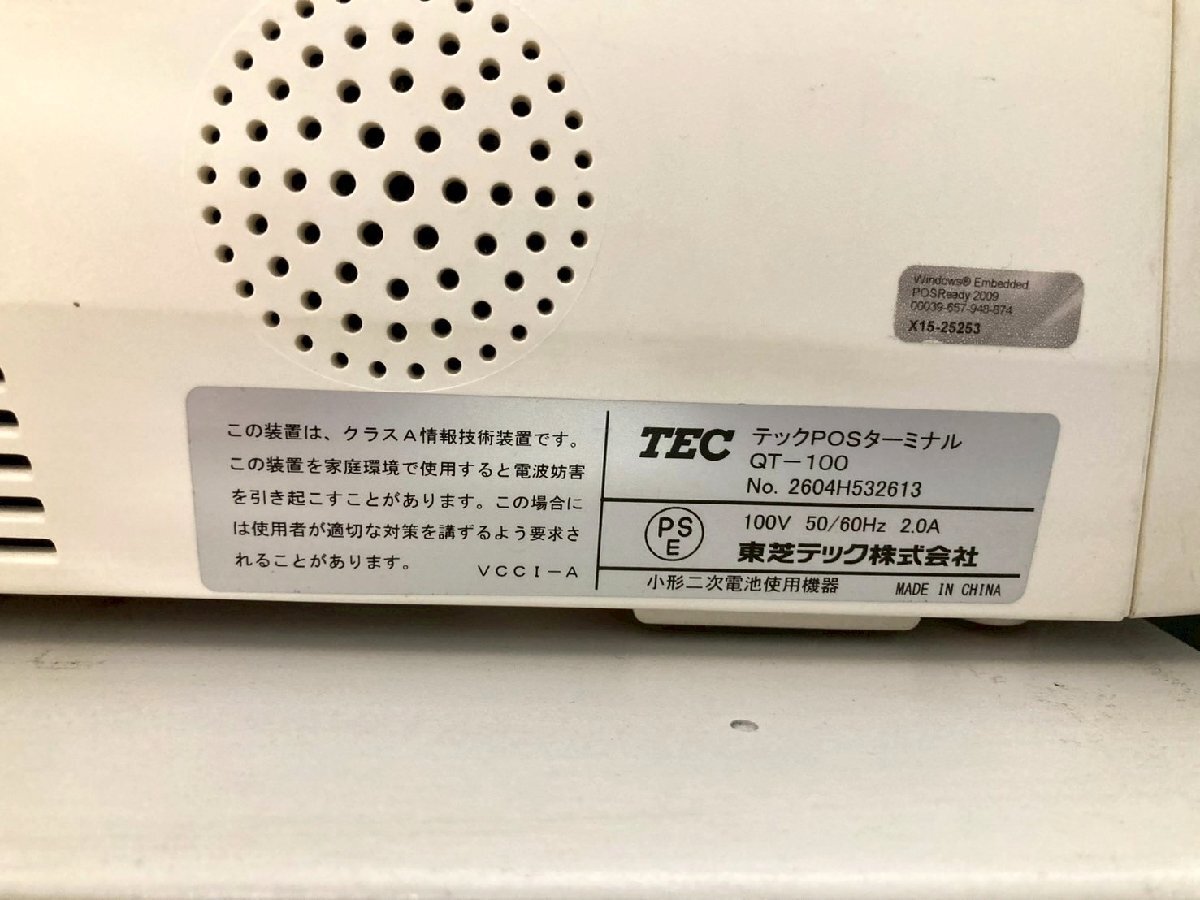 Windows® Embedded
POSReady 2009
00039-657-948-874
X15-25253
この装置は、クラスA情報技術装置です。
この装置を家庭環境で使用すると電波妨害
を引き起こすことがあります。この場合に
は使用者が適切な対策を講ずるよう要求さ
れることがあります。
VCCI-A
TEC テックPOSターミナル
QT-100
No. 2604H532613
PS
E
100V 50/60Hz 2.0A
東芝テック株式会社
小形二次電池使用機器 MADE IN CHINA